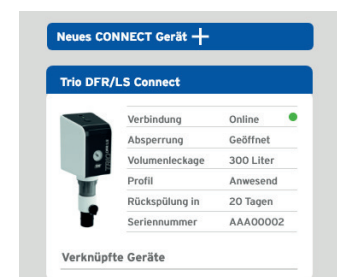 Neues CONNECT Gerät
Trio DFR/LS Connect
Verbindung Online
Absperrung Geöffnet
Volumenleckage 300 Liter
Profil Anwesend
Rückspülung in 20 Tagen
Seriennummer AAA00002
Verknüpfte Geräte